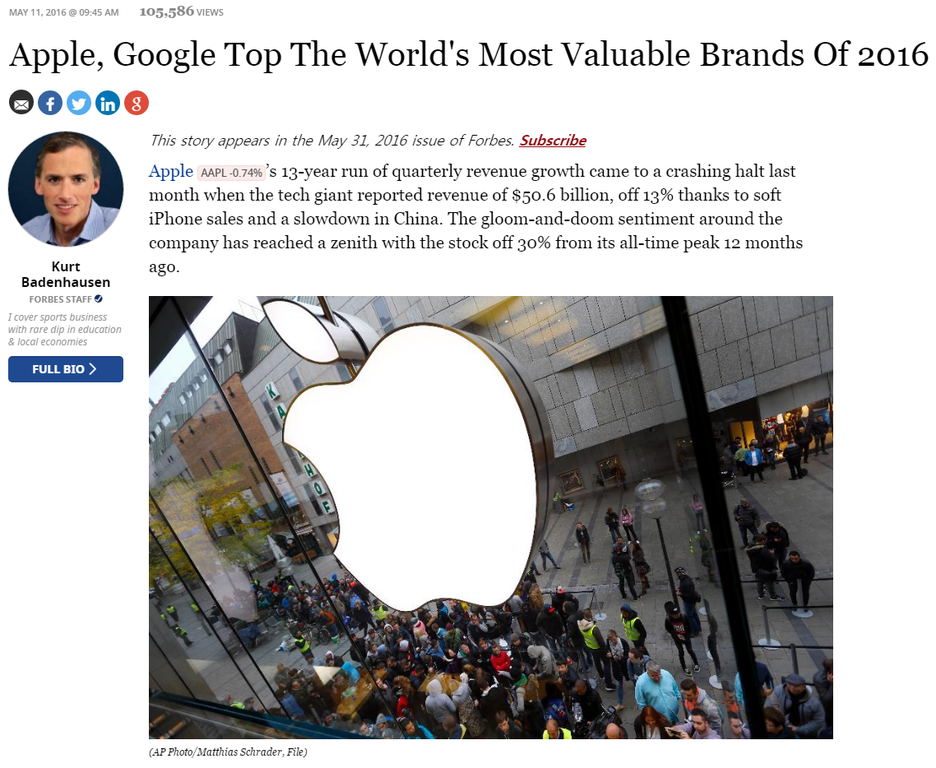 MAY 11, 2016 @ 09:45 AM 105,586 VIEWS
Apple, Google Top The World's Most Valuable Brands Of 2016
This story appears in the May 31, 2016 issue of Forbes. Subscribe
Apple AAPL -0.74%'s 13-year run of quarterly revenue growth came to a crashing halt last
month when the tech giant reported revenue of $50.6 billion, off 13% thanks to soft
iPhone sales and a slowdown in China. The gloom-and-doom sentiment around the
company has reached a zenith with the stock off 30% from its all-time peak 12 months
ago.
Kurt
Badenhausen
FORBES STAFF
I cover sports business
with rare dip in education
& local economies
FULL BIO
(AP Photo/Matthias Schrader, File)